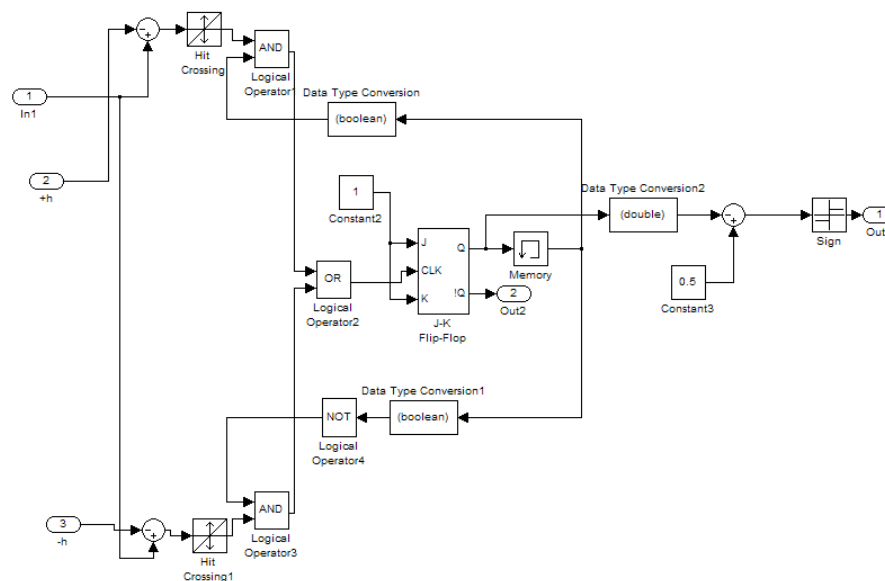 Hit
Crossing
AND
Logical
Operator1
1
In1
Data Type Conversion
(boolean)
2
+h
1
Constant2
Data Type Conversion2
(double)
Sign
1
Out
J
Q
CLK
K
!Q
Memory
OR
Logical
Operator2
2
Out2
0.5
Constant3
J-K
Flip-Flop
Data Type Conversion1
(boolean)
NOT
Logical
Operator4
AND
Logical
Operator3
3
-h
Hit
Crossing1